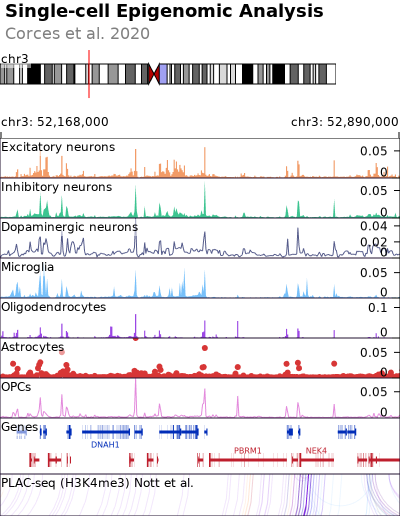 Single-cell Epigenomic Analysis
Corces et al. 2020
chr3
chr3: 52,168,000 chr3: 52,890,000
Excitatory neurons
0.05
0
Inhibitory neurons
0.05
0
Dopaminergic neurons
0.04
0.02
0
Microglia
0.05
0
Oligodendrocytes
0.1
0
Astrocytes
0.05
0
OPCs
0.05
0
Genes
DNAH1
PBRM1 NEK4
PLAC-seq (H3K4me3) Nott et al.